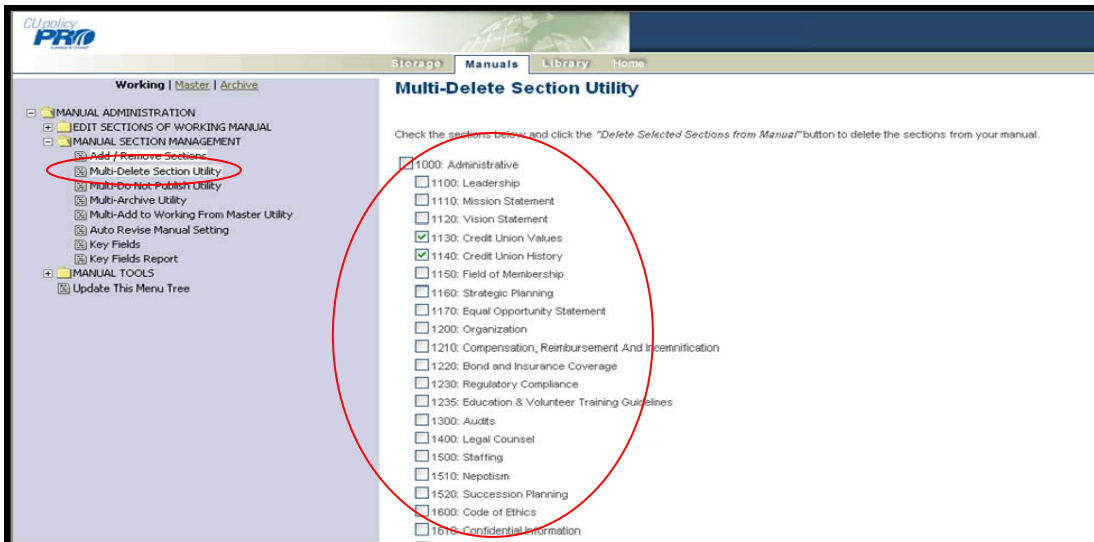 CU policy
PRO
Storage Manuals Library Home
Working | Master | Archive
MANUAL ADMINISTRATION
EDIT SECTIONS OF WORKING MANUAL
MANUAL SECTION MANAGEMENT
Add / Remove Sections
Multi-Delete Section Utility
Multi-Do Not Publish Utility
Multi-Archive Utility
Multi-Add to Working From Master Utility
Auto Revise Manual Setting
Key Fields
Key Fields Report
MANUAL TOOLS
Update This Menu Tree
Multi-Delete Section Utility
Check the sections below and click the "Delete Selected Sections from Manual" button to delete the sections from your manual.
1000: Administrative
1100: Leadership
1110: Mission Statement
1120: Vision Statement
1130: Credit Union Values
1140: Credit Union History
1150: Field of Membership
1160: Strategic Planning
1170: Equal Opportunity Statement
1200: Organization
1210: Compensation, Reimbursement And Indemnification
1220: Bond and Insurance Coverage
1230: Regulatory Compliance
1235: Education & Volunteer Training Guidelines
1300: Audits
1400: Legal Counsel
1500: Staffing
1510: Nepotism
1520: Succession Planning
1600: Code of Ethics
1610: Confidential Information